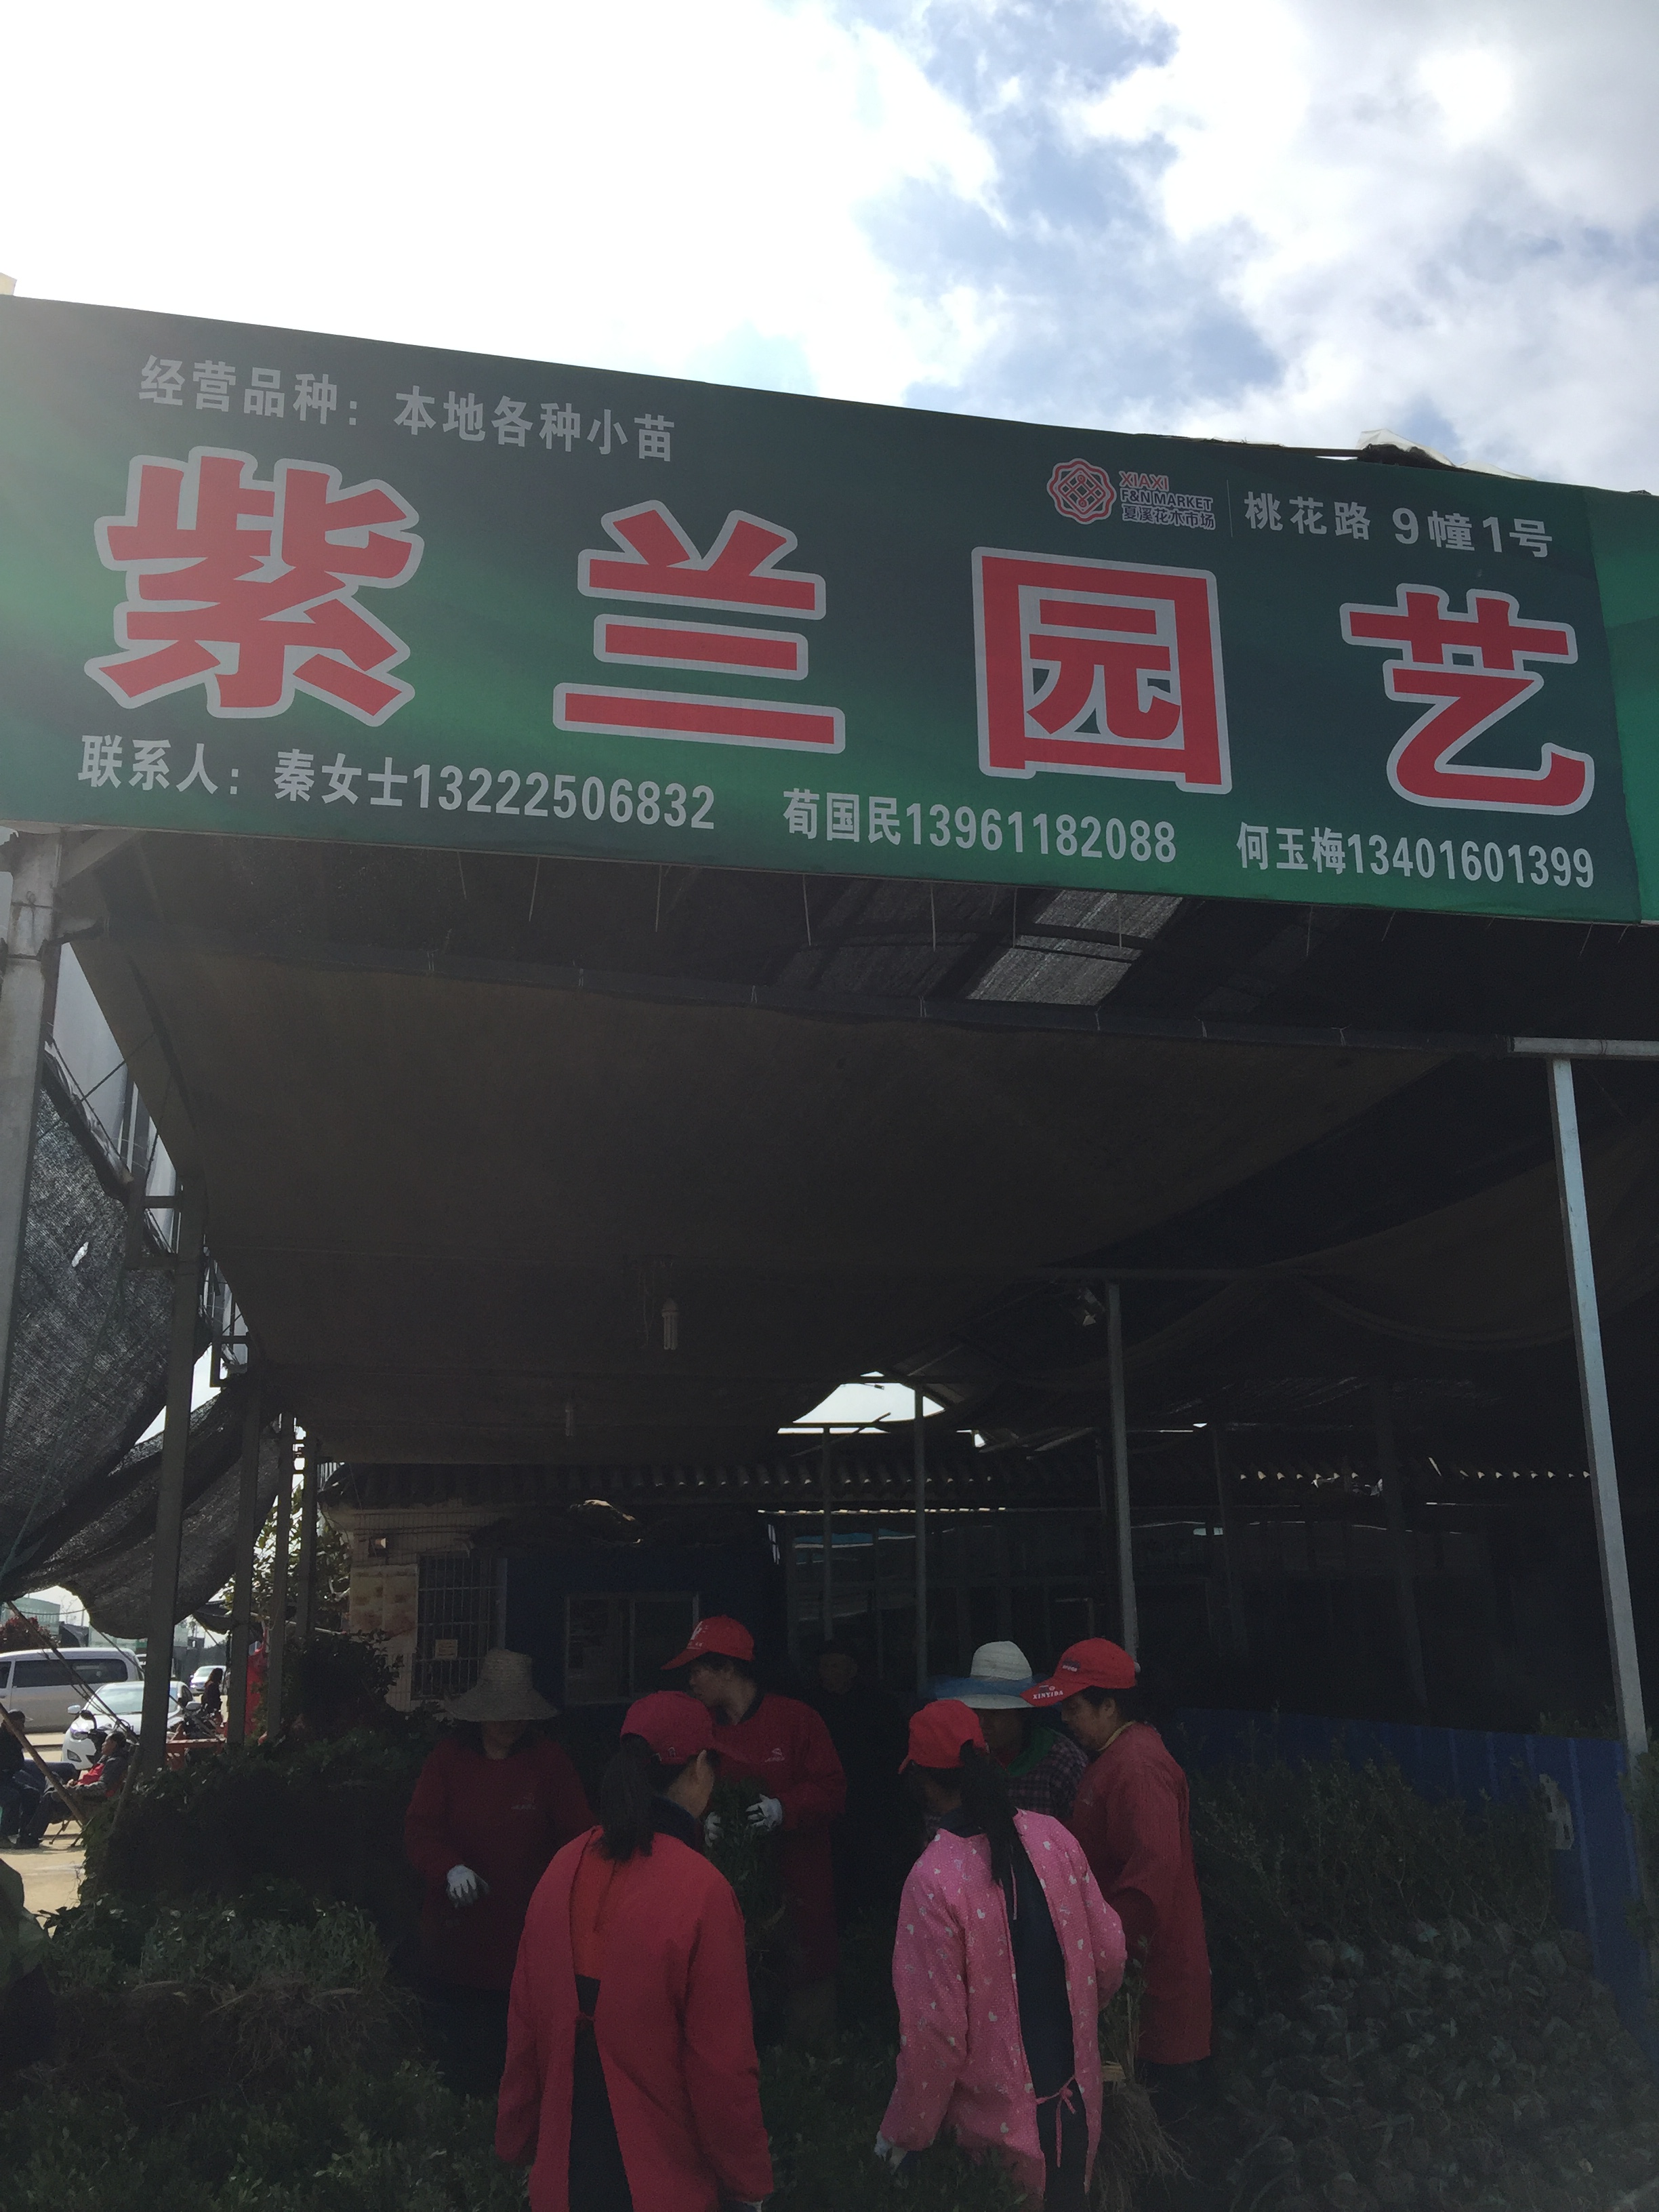 经营品种：本地各种小苗
XIAXI
F&N MARKET
夏溪花木市场
桃花路 9幢1号
紫兰园艺
联系人：秦女士13222506832 荀国民13961182088 何玉梅13401601399
XINYIDA